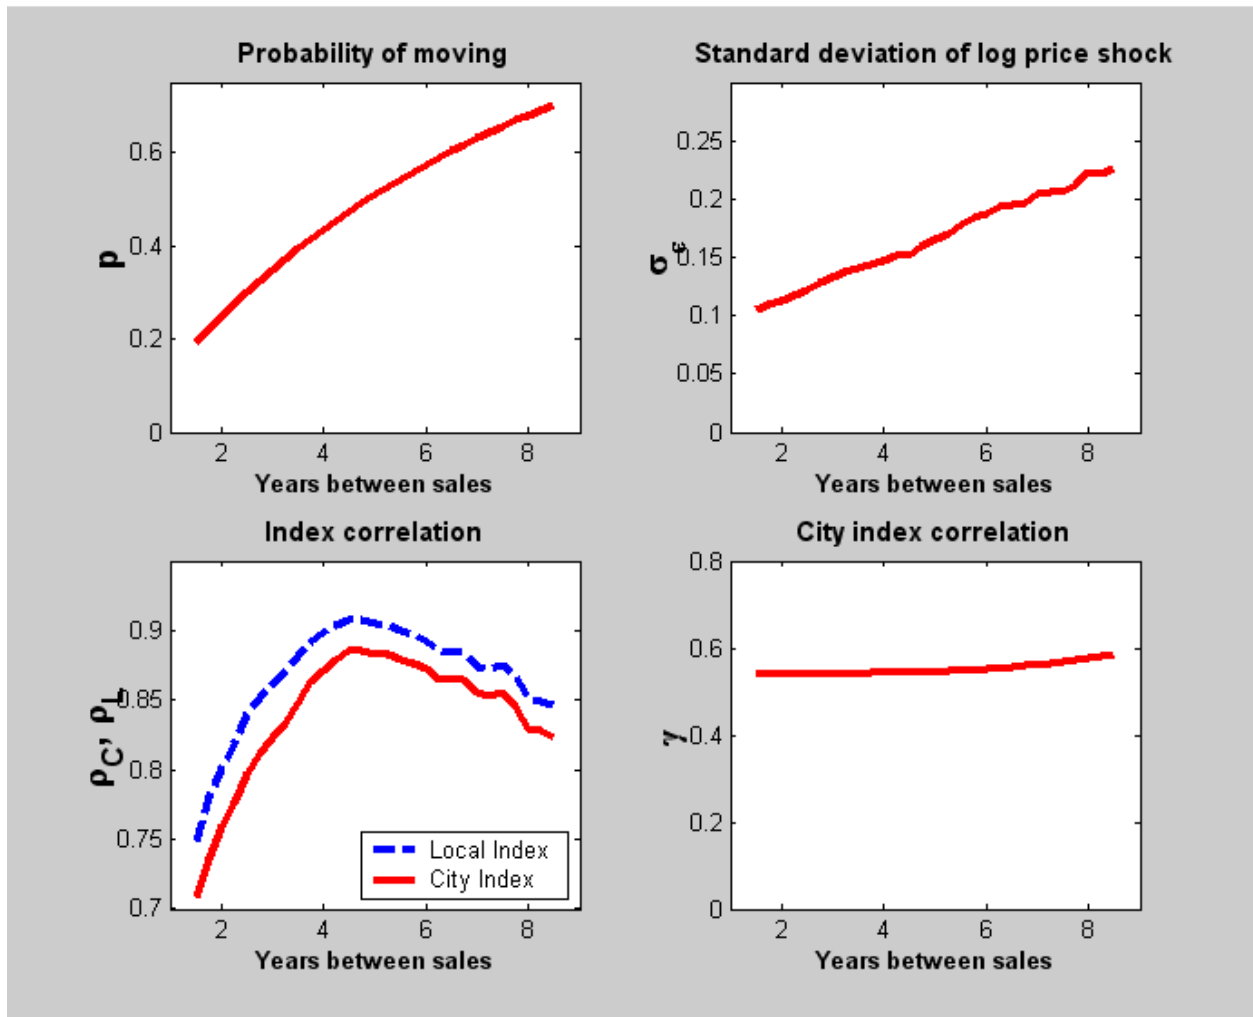 Probability of moving
0.6
0.4
0.2
0
p
2 4 6 8
Years between sales
Standard deviation of log price shock
0.25
0.2
0.15
0.1
0.05
0
σ_ε
2 4 6 8
Years between sales
Index correlation
0.9
0.85
0.8
0.75
0.7
ρ_C, ρ_L
Local Index
City Index
2 4 6 8
Years between sales
City index correlation
0.8
0.6
0.4
0.2
0
γ
2 4 6 8
Years between sales